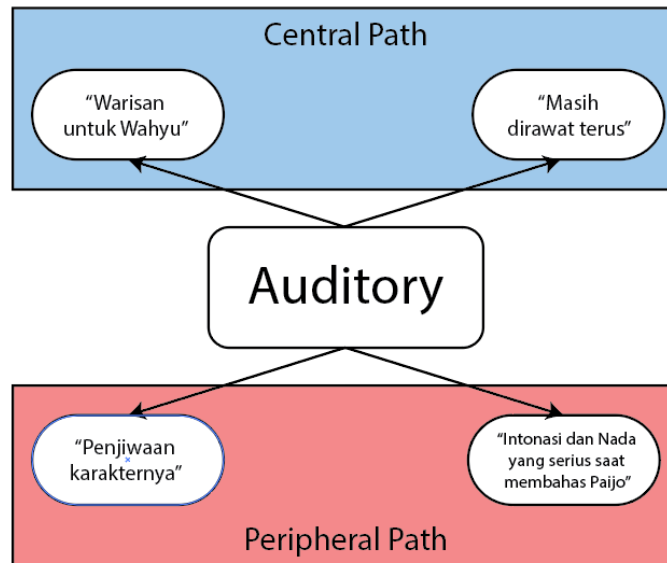 Central Path
“Warisan
untuk Wahyu”
“Masih
dirawat terus”
Auditory
“Penjiwaan
karakternya”
“Intonasi dan Nada
yang serius saat
membahas Paijo”
Peripheral Path